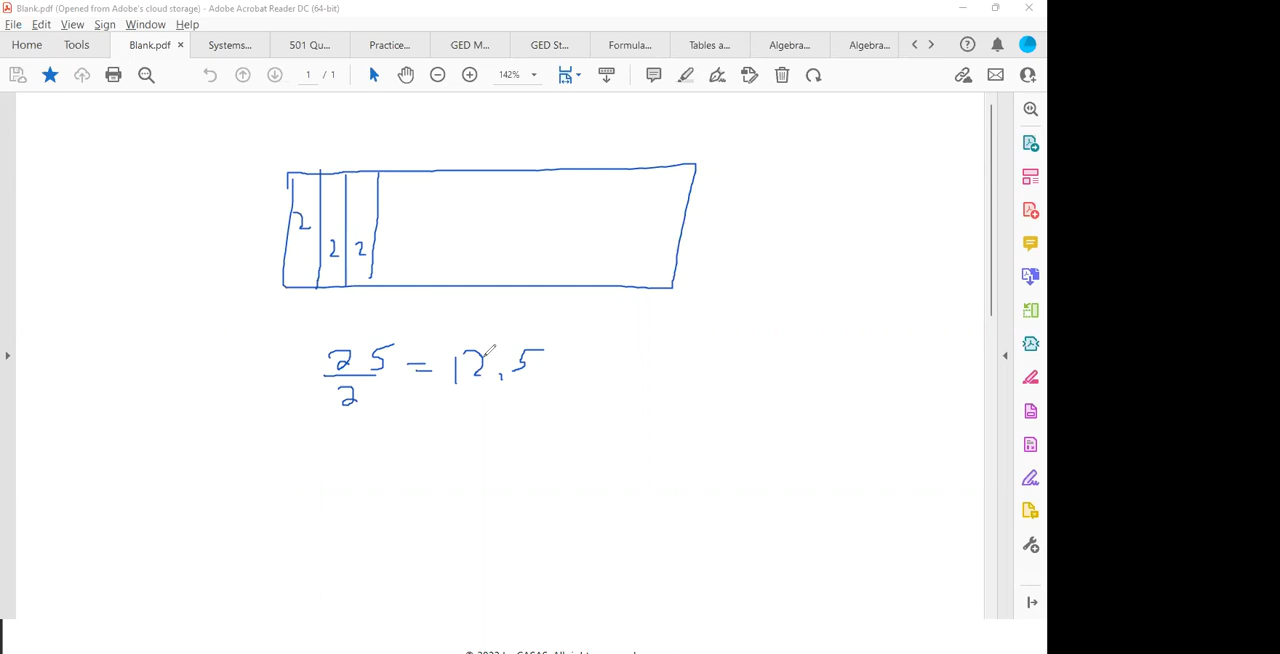 Blank.pdf (Opened from Adobe's cloud storage) - Adobe Acrobat Reader DC (64-bit)
File Edit View Sign Window Help
Home Tools Blank.pdf × Systems... 501 Qu... Practice... GED M... GED St... Formula... Tables a... Algebra... Algebra...
1 / 1 142%
2
2 2
25 = 12.5
2